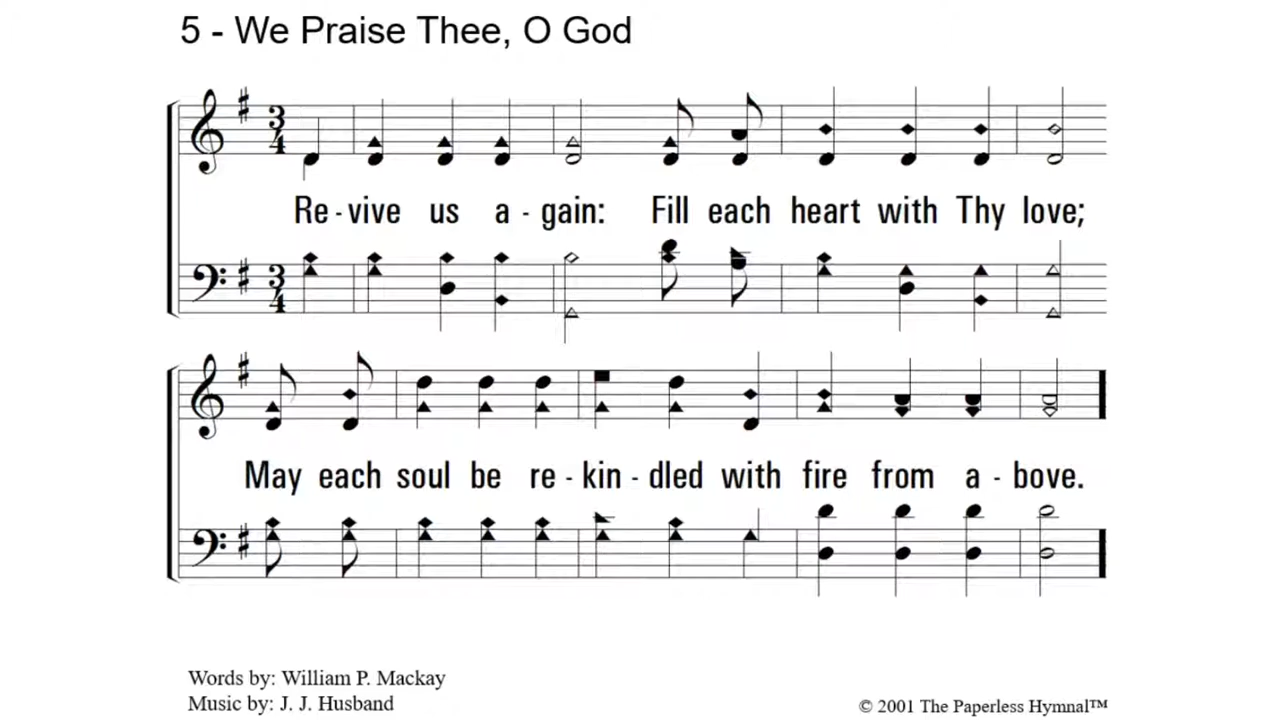 5 - We Praise Thee, O God
3
4
Re - vive us a - gain: Fill each heart with Thy love;
3
4
May each soul be re - kin - dled with fire from a - bove.
Words by: William P. Mackay
Music by: J. J. Husband
© 2001 The Paperless Hymnal™